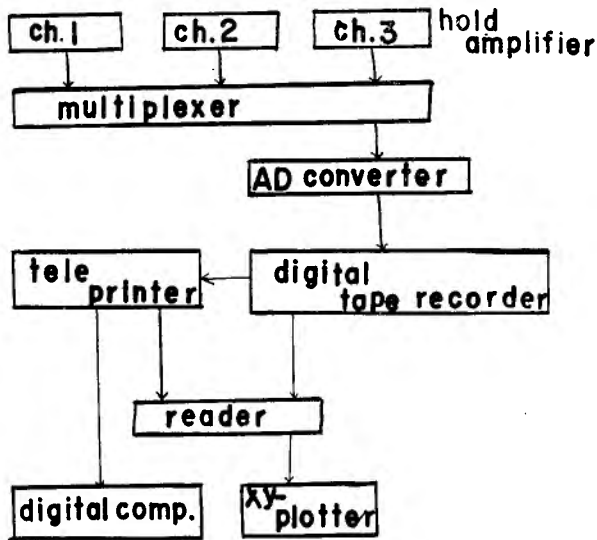 ch.1 ch.2 ch.3 hold
amplifier
multiplexer
AD converter
tele
printer
digital
tape recorder
reader
digital comp.
xy-
plotter